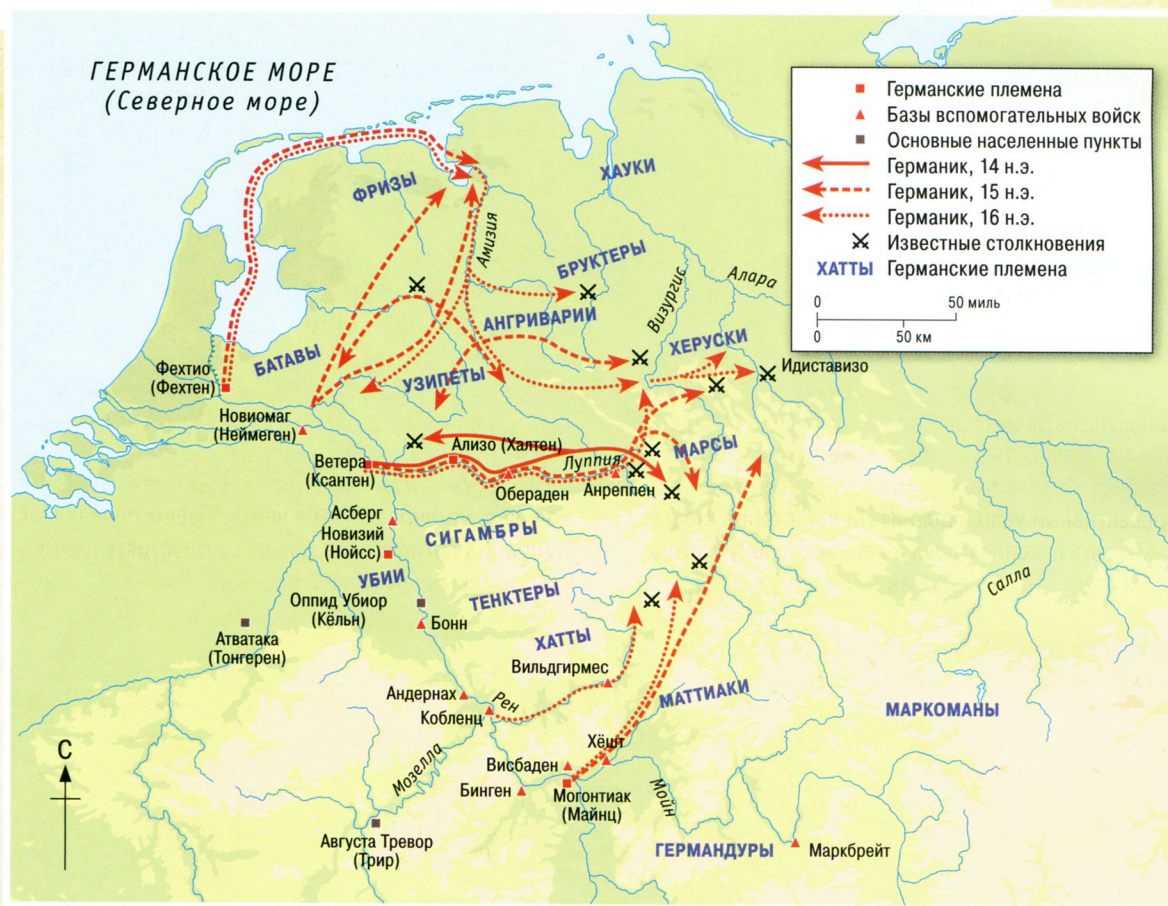 ГЕРМАНСКОЕ МОРЕ
(Северное море)
Германские племена
Базы вспомогательных войск
Основные населенные пункты
Германик, 14 н.э.
Германик, 15 н.э.
Германик, 16 н.э.
Известные столкновения
ХАТТЫ Германские племена
0 50 миль
0 50 км
ФРИЗЫ
ХАУКИ
Амизия
БРУКТЕРЫ
Визургис
Алара
АНГРИВАРИИ
ХЕРУСКИ
БАТАВЫ
Фехтио
(Фехтен)
УЗИПЕТЫ
Идиставизо
Новиомаг
(Неймеген)
Ализо (Халтен)
МАРСЫ
Ветера
(Ксантен)
Луппия
Обераден
Анреппен
Асберг
Новизий
(Нойсс)
СИГАМБРЫ
УБИИ
ТЕНКТЕРЫ
Салла
Оппид Убиор
(Кёльн)
Бонн
Атватака
(Тонгерен)
ХАТТЫ
Вильдгирмес
Андернах
Рен
Кобленц
МАТТИАКИ
МАРКОМАНЫ
С
Хёшт
Мозелла
Висбаден
Бинген
Могонтиак
(Майнц)
Мойн
Августа Тревор
(Трир)
ГЕРМАНДУРЫ
Маркбрейт